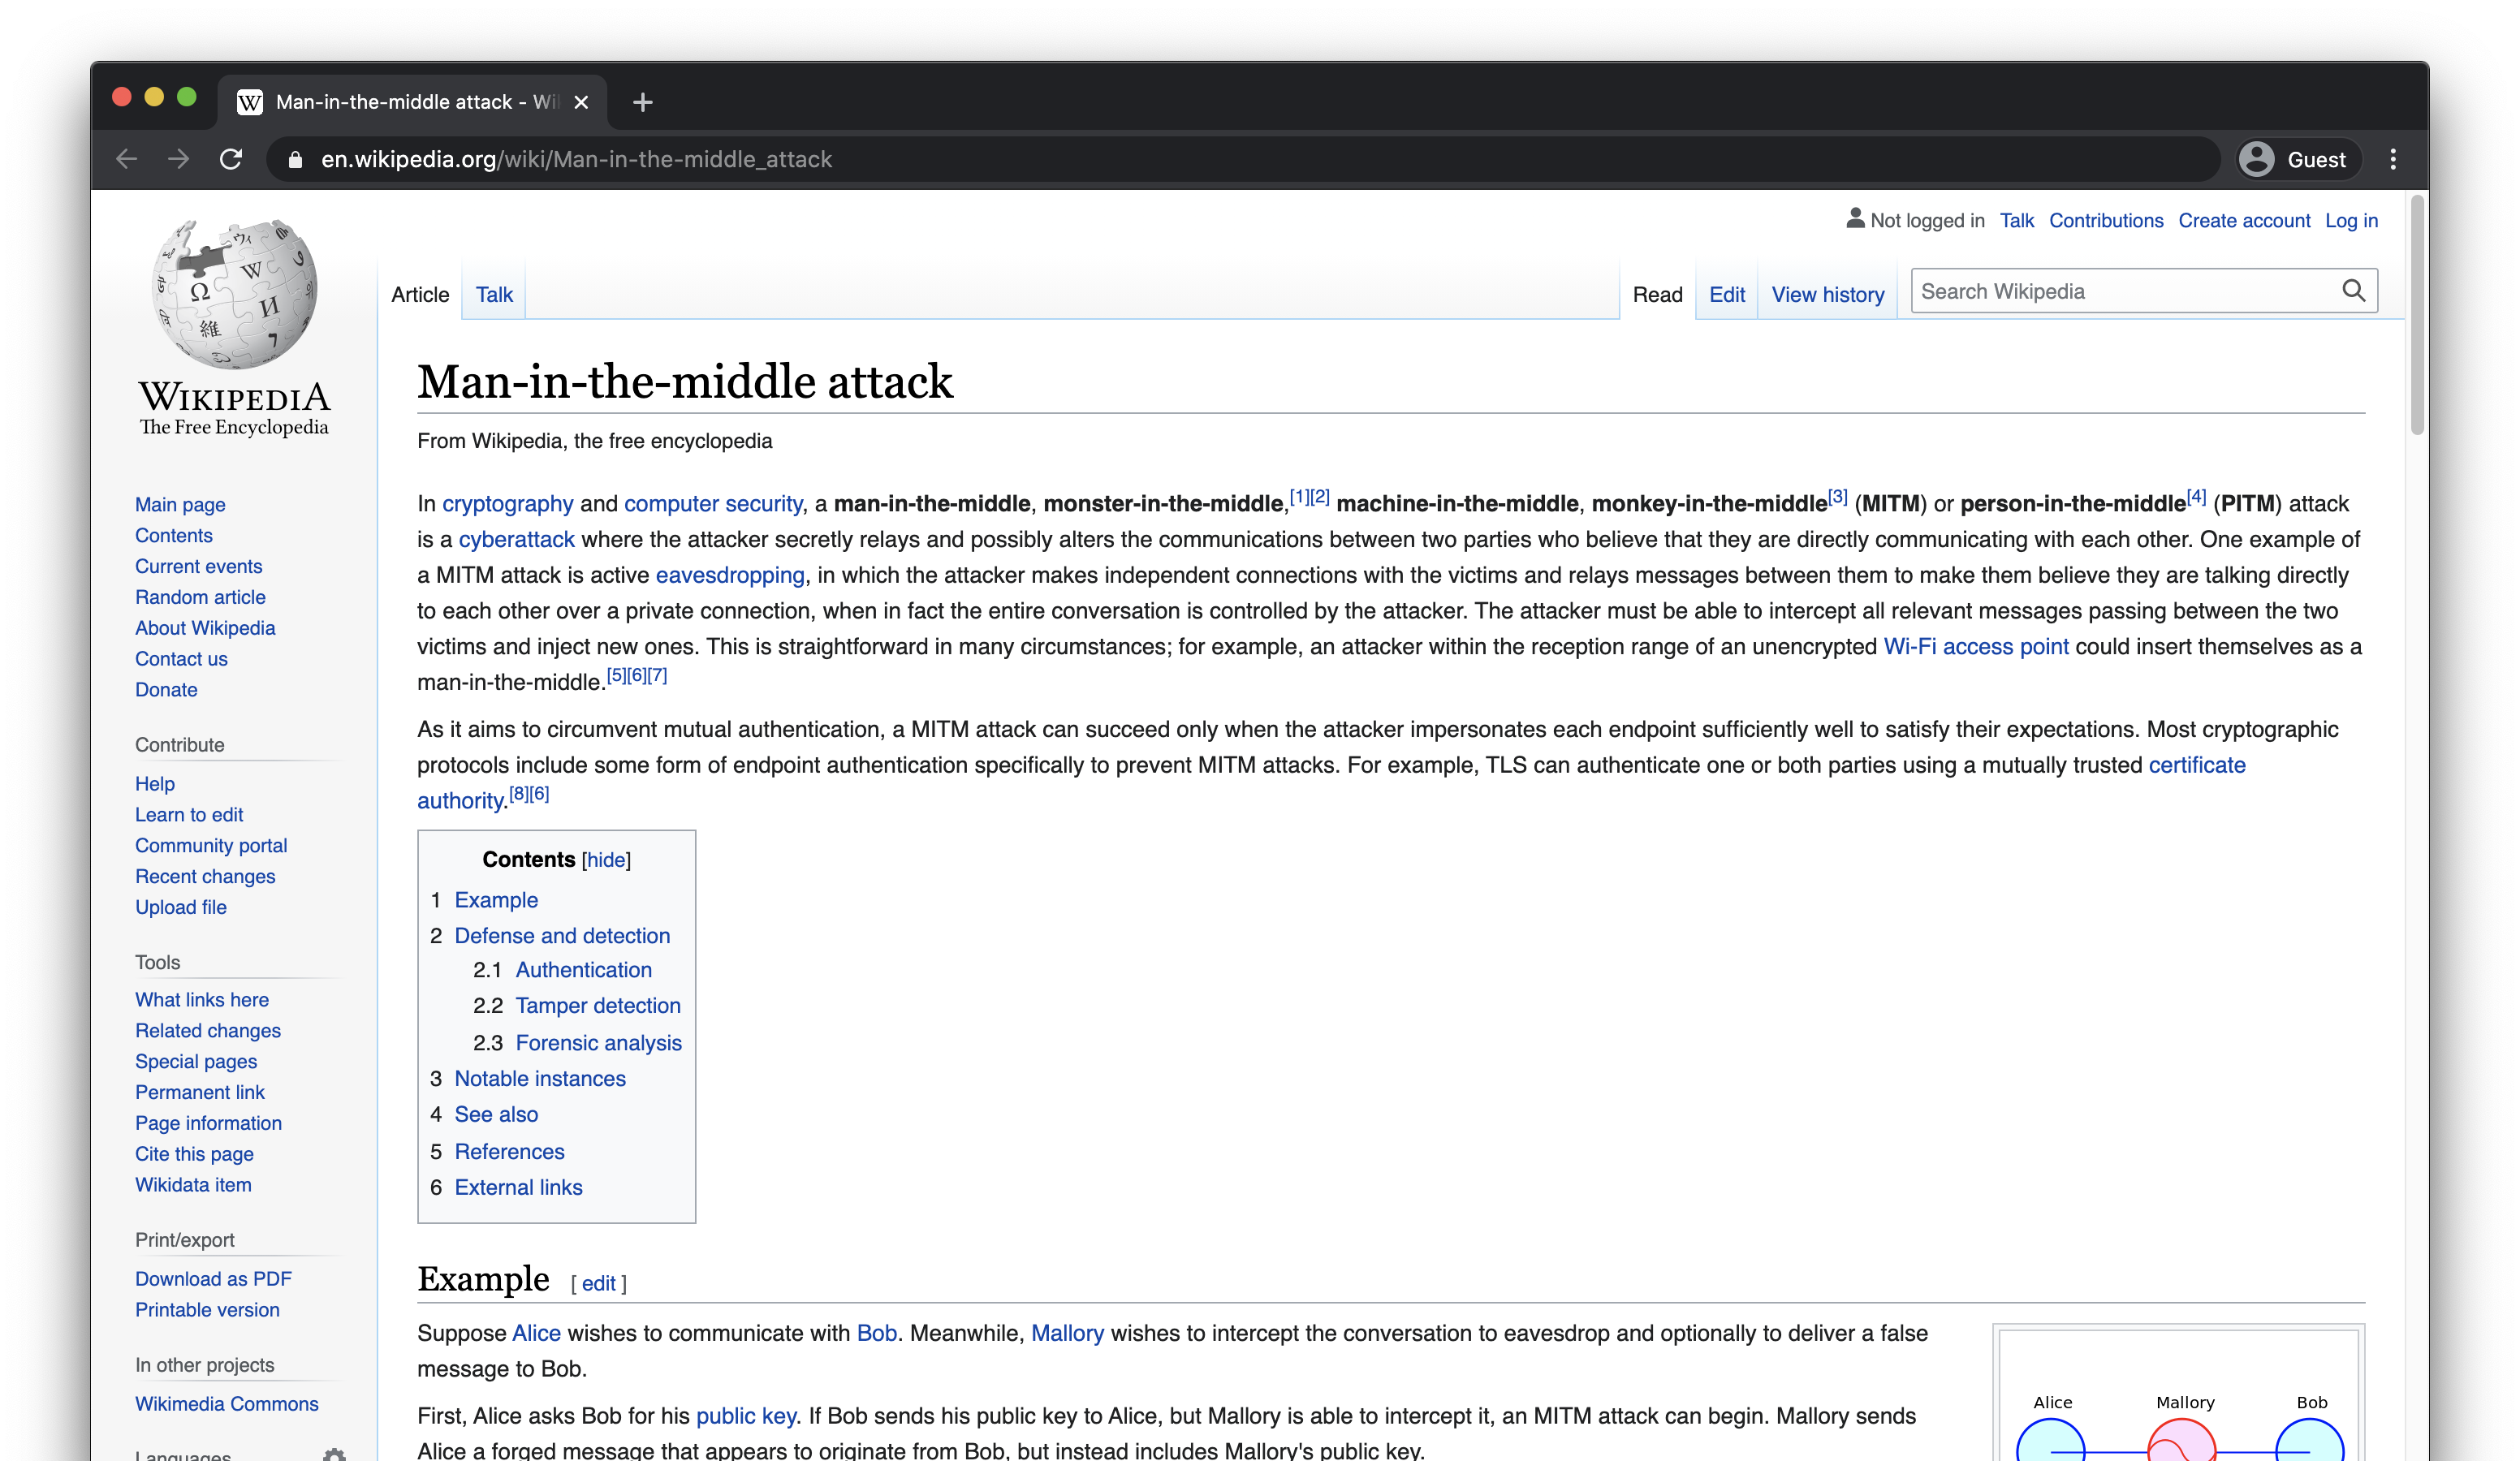 Man-in-the-middle attack - Wi
en.wikipedia.org/wiki/Man-in-the-middle_attack
Guest
Not logged in Talk Contributions Create account Log in
Article Talk
Read Edit View history Search Wikipedia
WIKIPEDIA
The Free Encyclopedia
Main page
Contents
Current events
Random article
About Wikipedia
Contact us
Donate
Contribute
Help
Learn to edit
Community portal
Recent changes
Upload file
Tools
What links here
Related changes
Special pages
Permanent link
Page information
Cite this page
Wikidata item
Print/export
Download as PDF
Printable version
In other projects
Wikimedia Commons
Languages
Man-in-the-middle attack
From Wikipedia, the free encyclopedia
In cryptography and computer security, a man-in-the-middle, monster-in-the-middle,[1][2] machine-in-the-middle, monkey-in-the-middle[3] (MITM) or person-in-the-middle[4] (PITM) attack
is a cyberattack where the attacker secretly relays and possibly alters the communications between two parties who believe that they are directly communicating with each other. One example of
a MITM attack is active eavesdropping, in which the attacker makes independent connections with the victims and relays messages between them to make them believe they are talking directly
to each other over a private connection, when in fact the entire conversation is controlled by the attacker. The attacker must be able to intercept all relevant messages passing between the two
victims and inject new ones. This is straightforward in many circumstances; for example, an attacker within the reception range of an unencrypted Wi-Fi access point could insert themselves as a
man-in-the-middle.[5][6][7]
As it aims to circumvent mutual authentication, a MITM attack can succeed only when the attacker impersonates each endpoint sufficiently well to satisfy their expectations. Most cryptographic
protocols include some form of endpoint authentication specifically to prevent MITM attacks. For example, TLS can authenticate one or both parties using a mutually trusted certificate
authority.[8][6]
Contents [hide]
1 Example
2 Defense and detection
2.1 Authentication
2.2 Tamper detection
2.3 Forensic analysis
3 Notable instances
4 See also
5 References
6 External links
Example [ edit ]
Suppose Alice wishes to communicate with Bob. Meanwhile, Mallory wishes to intercept the conversation to eavesdrop and optionally to deliver a false
message to Bob.
First, Alice asks Bob for his public key. If Bob sends his public key to Alice, but Mallory is able to intercept it, an MITM attack can begin. Mallory sends
Alice a forged message that appears to originate from Bob, but instead includes Mallory's public key.
Alice Mallory Bob